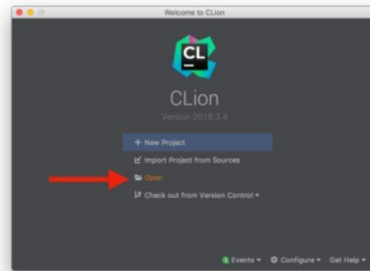 Welcome to CLion
CL
CLion
Version 2018.3.4
New Project
Import Project from Sources
Open
Check out from Version Control
1 Events Configure Get Help